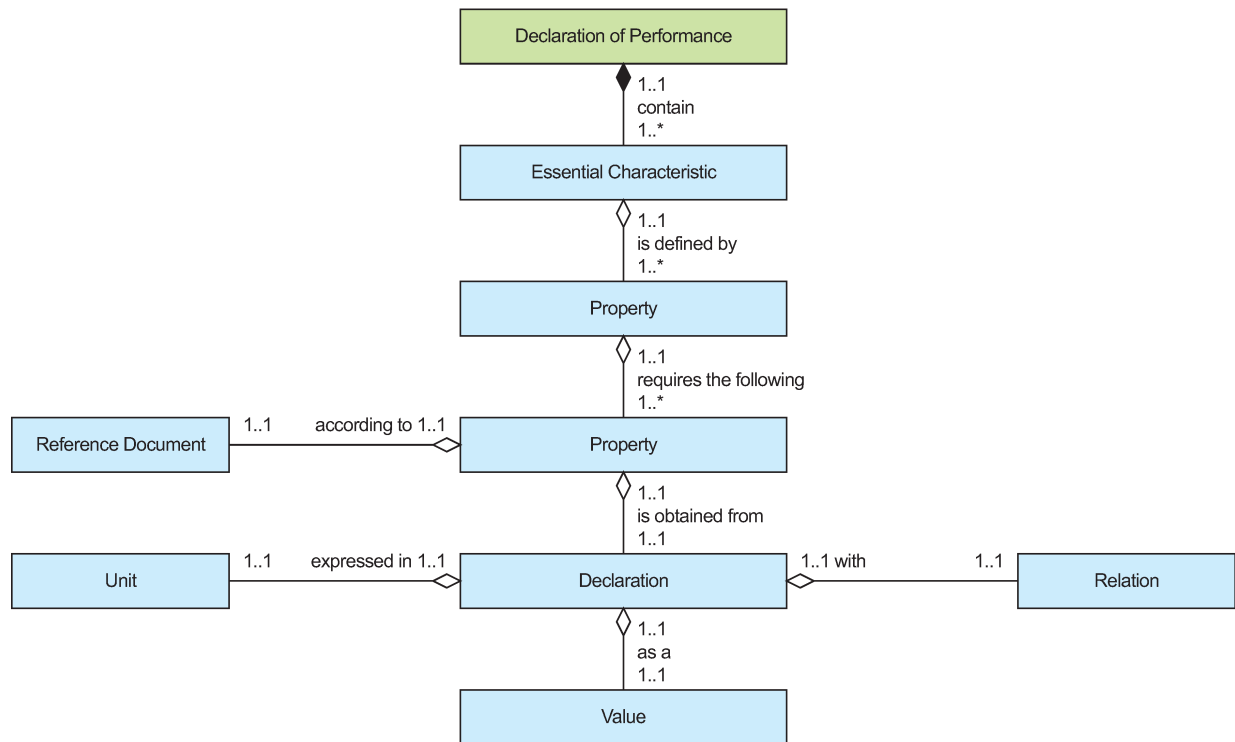 Declaration of Performance
1..1
contain
1..*
Essential Characteristic
1..1
is defined by
1..*
Property
1..1
requires the following
1..*
Reference Document
1..1
according to 1..1
Property
1..1
is obtained from
1..1
Unit
1..1
expressed in 1..1
Declaration
1..1 with
1..1
Relation
1..1
as a
1..1
Value